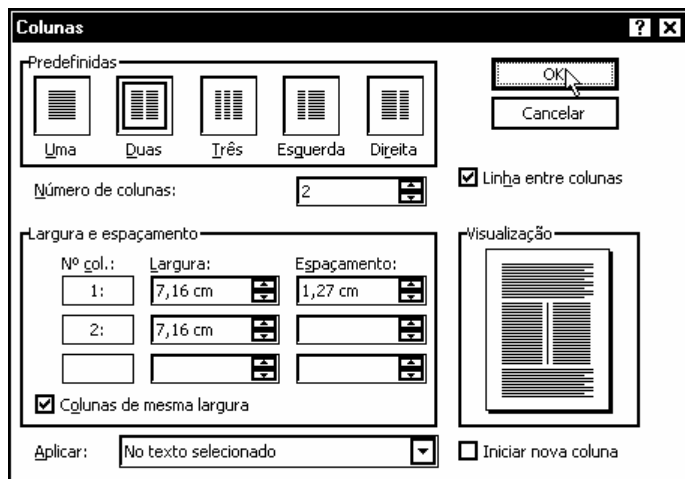 Colunas
Predefinidas
Uma Duas Três Esguerda Direita
OK
Cancelar
Número de colunas: 2
Linha entre colunas
Largura e espaçamento
Nº col.: Largura: Espaçamento:
1: 7,16 cm 1,27 cm
2: 7,16 cm
Colunas de mesma largura
Visualização
Aplicar: No texto selecionado
Iniciar nova coluna